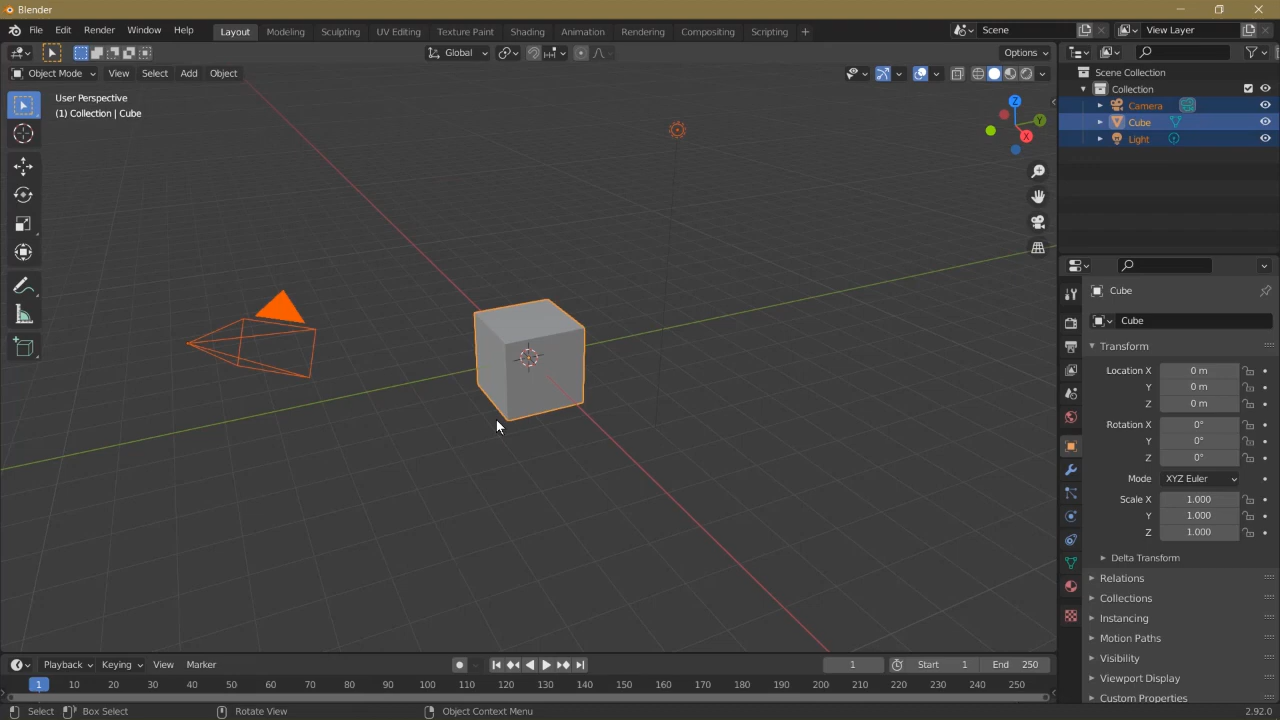 Blender
File Edit Render Window Help Layout Modeling Sculpting UV Editing Texture Paint Shading Animation Rendering Compositing Scripting + Scene View Layer
Global Options
Object Mode View Select Add Object
User Perspective
(1) Collection | Cube
Z
Y
X
Scene Collection
Collection
Camera
Cube
Light
Cube
Cube
Transform
Location X 0 m
Y 0 m
Z 0 m
Rotation X 0°
Y 0°
Z 0°
Mode XYZ Euler
Scale X 1.000
Y 1.000
Z 1.000
Delta Transform
Relations
Collections
Instancing
Motion Paths
Visibility
Viewport Display
Custom Properties
Playback Keying View Marker 1 Start 1 End 250
1 10 20 30 40 50 60 70 80 90 100 110 120 130 140 150 160 170 180 190 200 210 220 230 240 250
Select Box Select Rotate View Object Context Menu 2.92.0